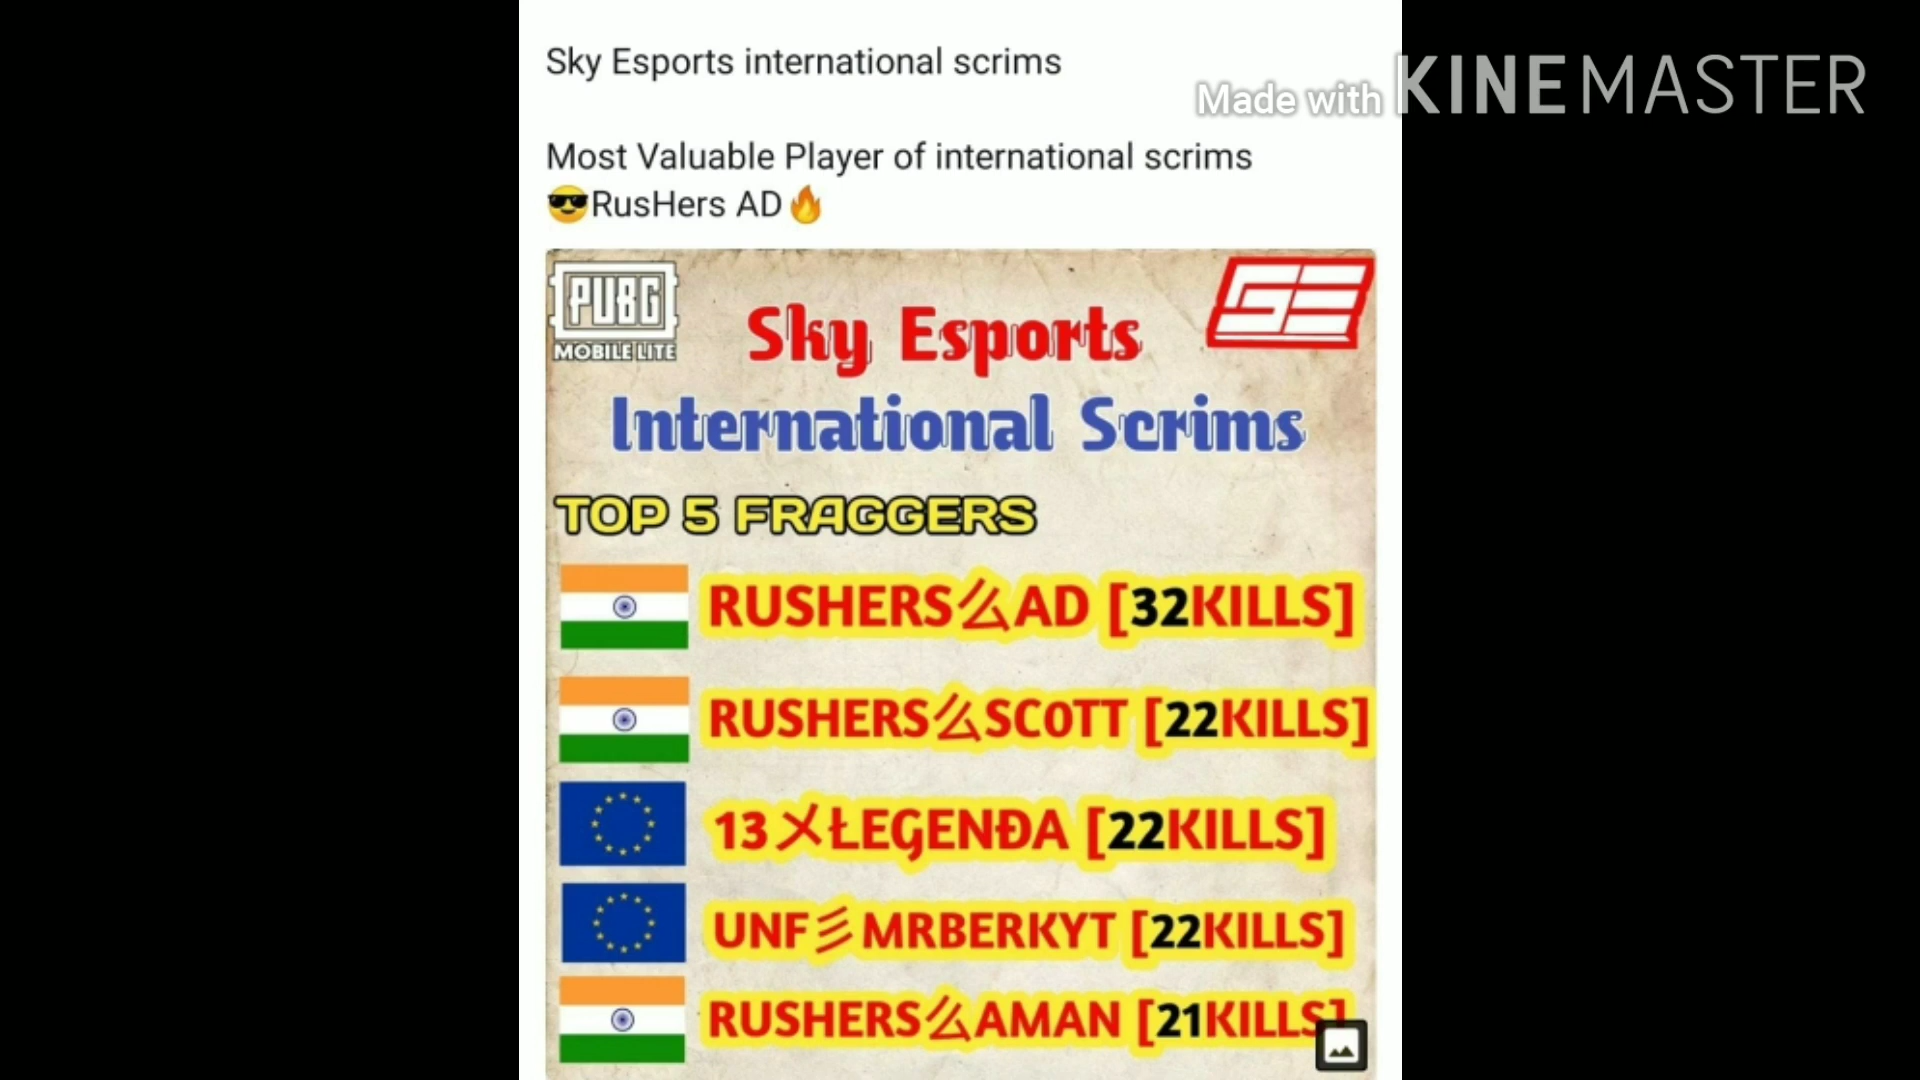 Sky Esports international scrims
Made with KINEMASTER
Most Valuable Player of international scrims
😎RusHers AD🔥
PUBG
MOBILE LITE
SE
Sky Esports
International Scrims
TOP 5 FRAGGERS
RUSHERS么AD [32KILLS]
RUSHERS么SCOTT [22KILLS]
13乄ŁEGENĐA [22KILLS]
UNF彡MRBERKYT [22KILLS]
RUSHERS么AMAN [21KILLS]